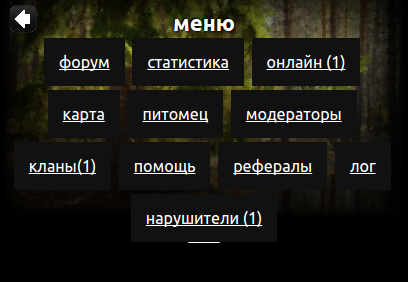 меню
форум статистика онлайн (1)
карта питомец модераторы
кланы(1) помощь рефералы лог
нарушители (1)